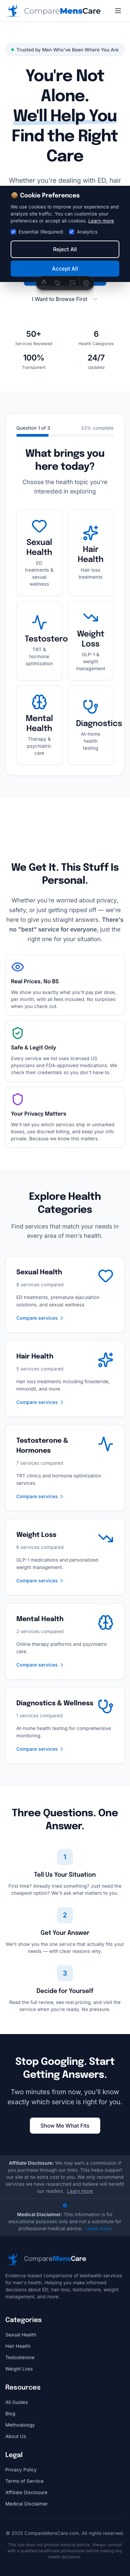 CompareMensCare
Trusted by Men Who've Been Where You Are
You're Not
Alone.
We'll Help You
Find the Right
Care
Whether you're dealing with ED, hair
🍪 Cookie Preferences
We use cookies to improve your experience and
analyze site traffic. You can customize your
preferences or accept all cookies. Learn more
Essential (Required)
Analytics
Reject All
Accept All
I Want to Browse First
50+
Services Reviewed
6
Health Categories
100%
Transparent
24/7
Updated
Question 1 of 3
33% complete
What brings you
here today?
Choose the health topic you're
interested in exploring
Sexual
Health
ED
treatments &
sexual
wellness
Hair
Health
Hair loss
treatments
Testostero
TRT &
hormone
optimization
Weight
Loss
GLP-1 &
weight
management
Mental
Health
Therapy &
psychiatric
care
Diagnostics
At-home
health
testing
We Get It. This Stuff Is
Personal.
Whether you're worried about privacy,
safety, or just getting ripped off — we're
here to give you straight answers. There's
no "best" service for everyone, just the
right one for your situation.
Real Prices, No BS
We show you exactly what you'll pay per dose,
per month, with all fees included. No surprises
when you check out.
Safe & Legit Only
Every service we list uses licensed US
physicians and FDA-approved medications. We
check their credentials so you don't have to.
Your Privacy Matters
We'll tell you which services ship in unmarked
boxes, use discreet billing, and keep your info
private. Because we know this matters.
Explore Health
Categories
Find services that match your needs in
every area of men's health.
Sexual Health
8 services compared
ED treatments, premature ejaculation
solutions, and sexual wellness.
Compare services
Hair Health
5 services compared
Hair loss treatments including finasteride,
minoxidil, and more.
Compare services
Testosterone &
Hormones
7 services compared
TRT clinics and hormone optimization
services.
Compare services
Weight Loss
6 services compared
GLP-1 medications and personalized
weight management.
Compare services
Mental Health
2 services compared
Online therapy platforms and psychiatric
care.
Compare services
Diagnostics & Wellness
1 services compared
At-home health testing for comprehensive
monitoring.
Compare services
Three Questions. One
Answer.
1
Tell Us Your Situation
First time? Already tried something? Just need the
cheapest option? We'll ask what matters to you.
2
Get Your Answer
We'll show you the one service that actually fits your
needs — with clear reasons why.
3
Decide for Yourself
Read the full review, see real pricing, and visit the
service when you're ready. No pressure.
Stop Googling. Start
Getting Answers.
Two minutes from now, you'll know
exactly which service is right for you.
Show Me What Fits
Affiliate Disclosure: We may earn a commission if
you purchase through our links. This helps support
our site at no extra cost to you. We only recommend
services we have researched and believe will benefit
our readers. Learn more
Medical Disclaimer: This information is for
educational purposes only and is not a substitute for
professional medical advice. Learn more
CompareMensCare
Evidence-based comparisons of telehealth services
for men's health. Helping you make informed
decisions about ED, hair loss, testosterone, weight
management, and more.
Categories
Sexual Health
Hair Health
Testosterone
Weight Loss
Resources
All Guides
Blog
Methodology
About Us
Legal
Privacy Policy
Terms of Service
Affiliate Disclosure
Medical Disclaimer
© 2025 CompareMensCare.com. All rights reserved.
This site does not provide medical advice. Always consult
with a qualified healthcare professional before making any
health decisions.